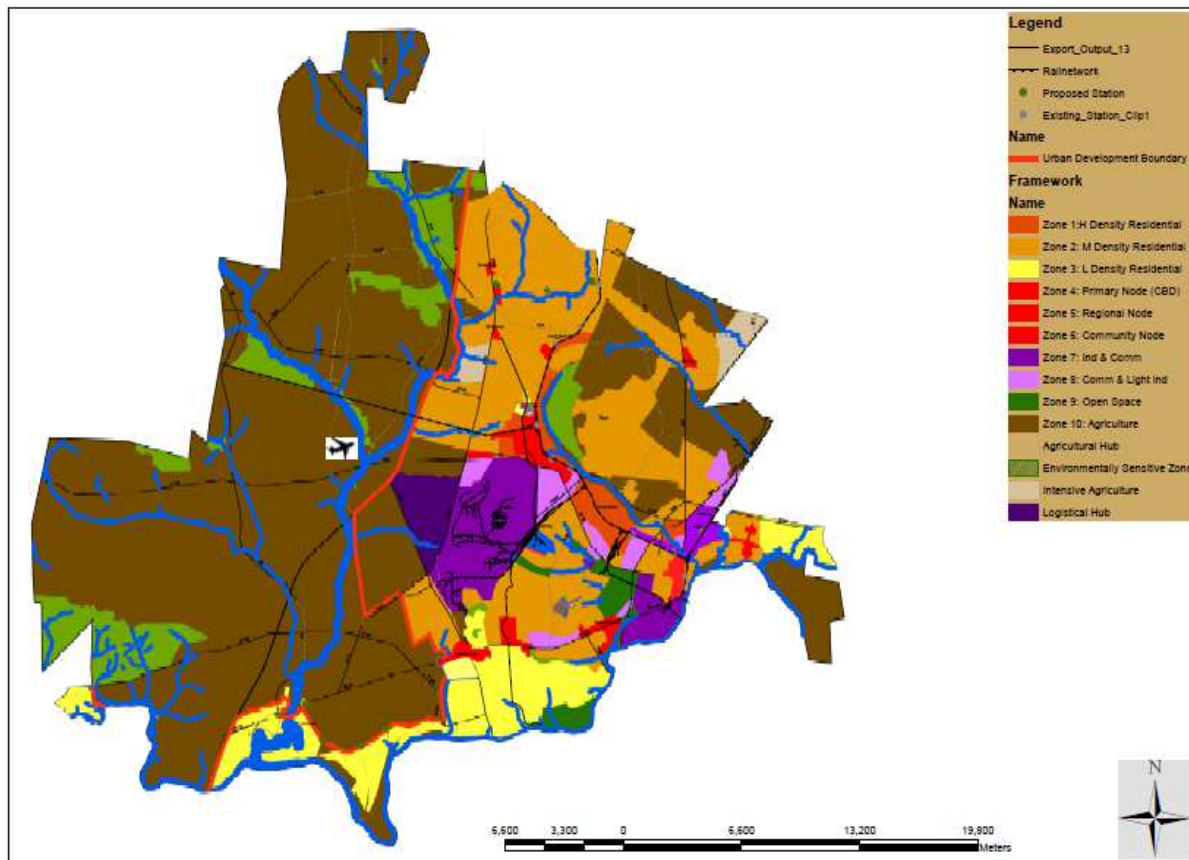 Legend
Export_Output_13
Railnetwork
Proposed Station
Existing_Station_Clip1
Name
Urban Development Boundary
Framework
Name
Zone 1:H Density Residential
Zone 2: M Density Residential
Zone 3: L Density Residential
Zone 4: Primary Node (CBD)
Zone 5: Regional Node
Zone 6: Community Node
Zone 7: Ind & Comm
Zone 8: Comm & Light Ind
Zone 9: Open Space
Zone 10: Agriculture
Agricultural Hub
Environmentally Sensitive Zone
Intensive Agriculture
Logistical Hub
N
6,600 3,300 0 6,600 13,200 19,800
Meters